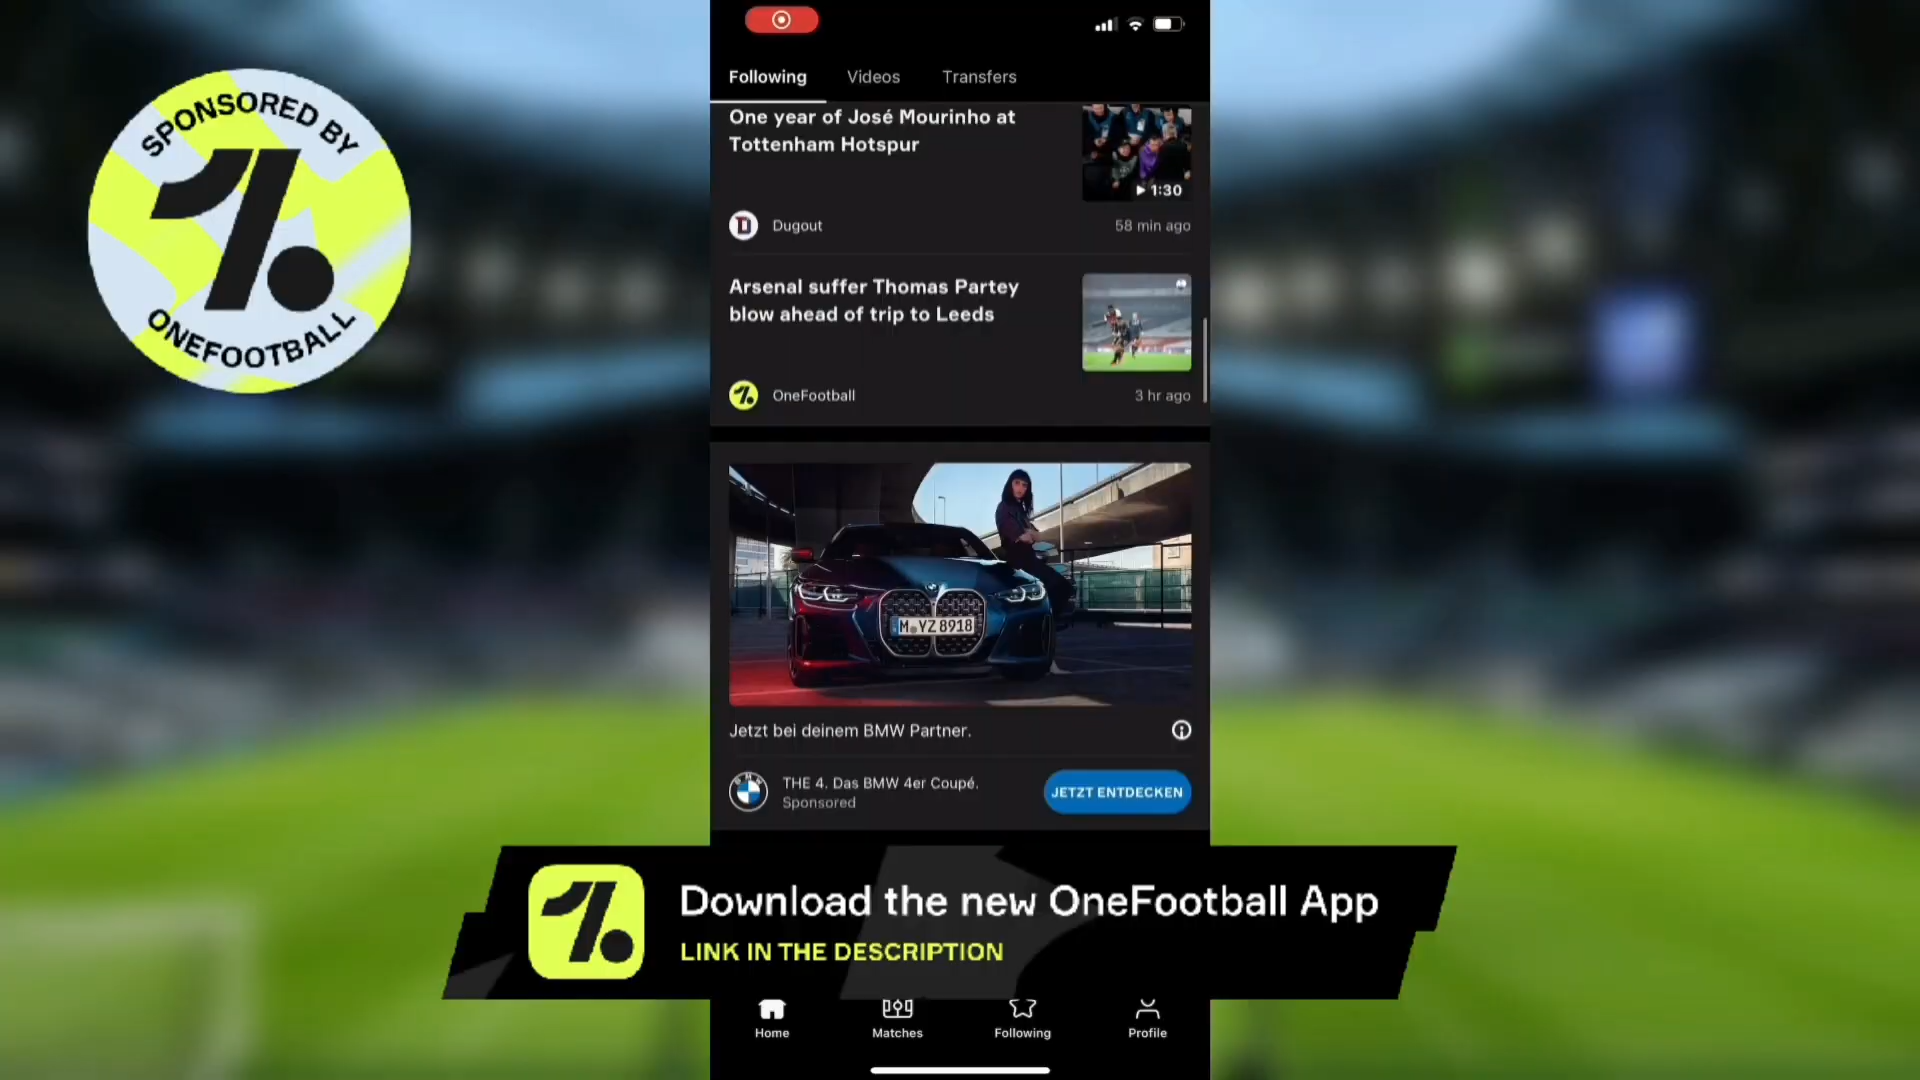 SPONSORED BY
ONEFOOTBALL
Following
Videos
Transfers
One year of José Mourinho at
Tottenham Hotspur
1:30
Dugout
58 min ago
Arsenal suffer Thomas Partey
blow ahead of trip to Leeds
OneFootball
3 hr ago
M YZ 8918
Jetzt bei deinem BMW Partner.
BMW
THE 4. Das BMW 4er Coupé.
Sponsored
JETZT ENTDECKEN
Download the new OneFootball App
LINK IN THE DESCRIPTION
Home
Matches
Following
Profile